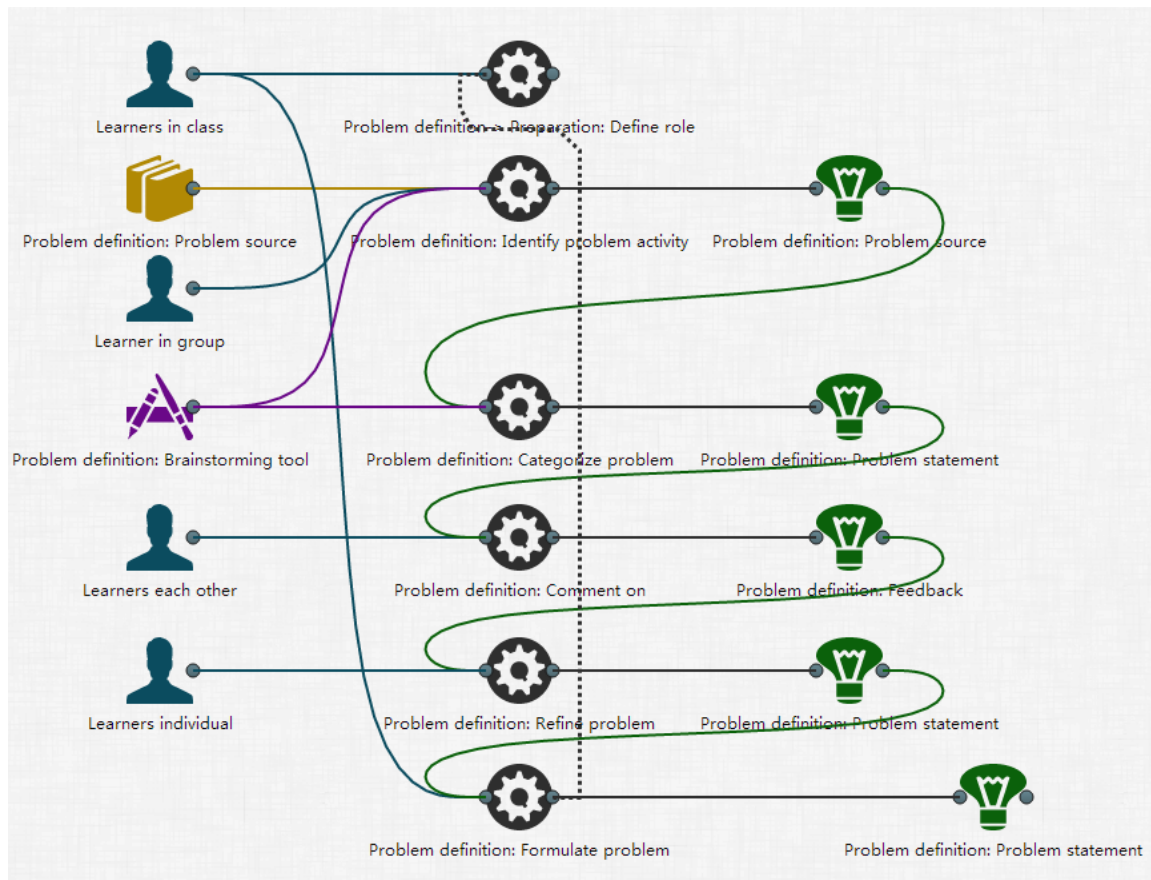 Learners in class
Problem definition-> Preparation: Define role
Problem definition: Problem source
Problem definition: Identify problem activity
Problem definition: Problem source
Learner in group
Problem definition: Brainstorming tool
Problem definition: Categorize problem
Problem definition: Problem statement
Learners each other
Problem definition: Comment on
Problem definition: Feedback
Learners individual
Problem definition: Refine problem
Problem definition: Problem statement
Problem definition: Formulate problem
Problem definition: Problem statement